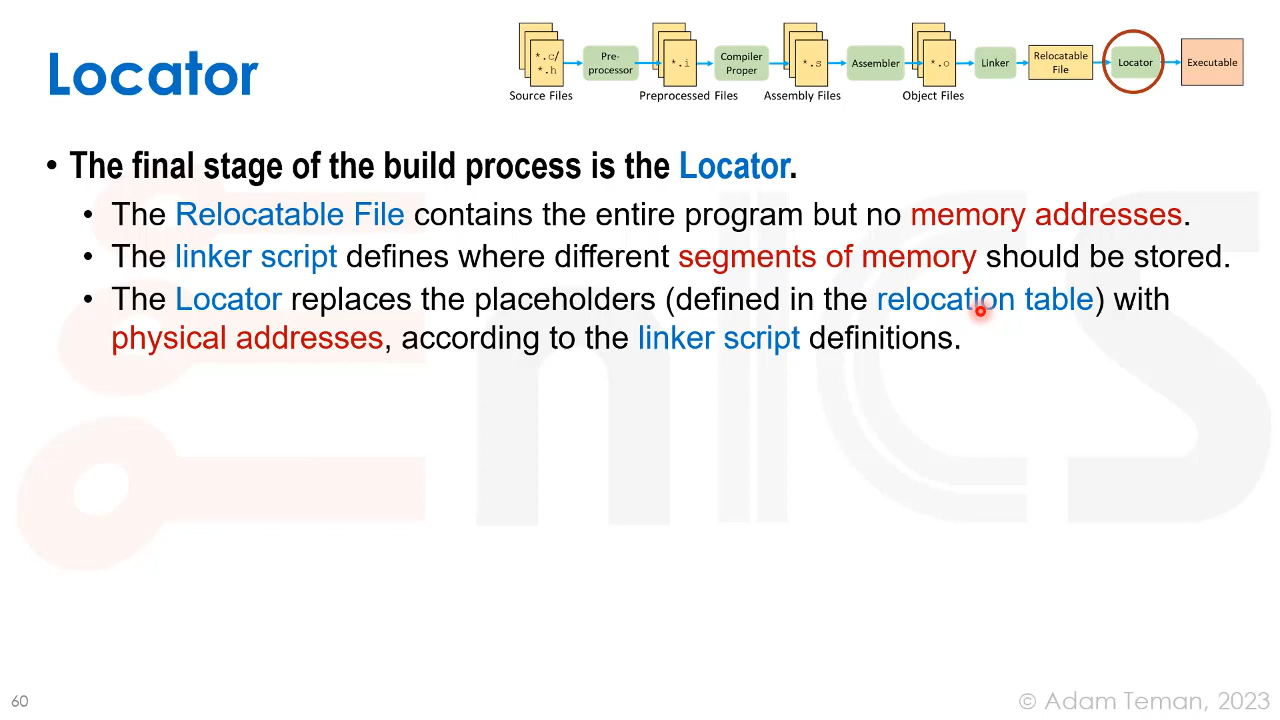 Locator
*.c/
*.h
Source Files
Pre-
processor
*.i
Preprocessed Files
Compiler
Proper
*.s
Assembly Files
Assembler
*.o
Object Files
Linker
Relocatable
File
Locator
Executable
• The final stage of the build process is the Locator.
• The Relocatable File contains the entire program but no memory addresses.
• The linker script defines where different segments of memory should be stored.
• The Locator replaces the placeholders (defined in the relocation table) with
physical addresses, according to the linker script definitions.
nICS
60
© Adam Teman, 2023